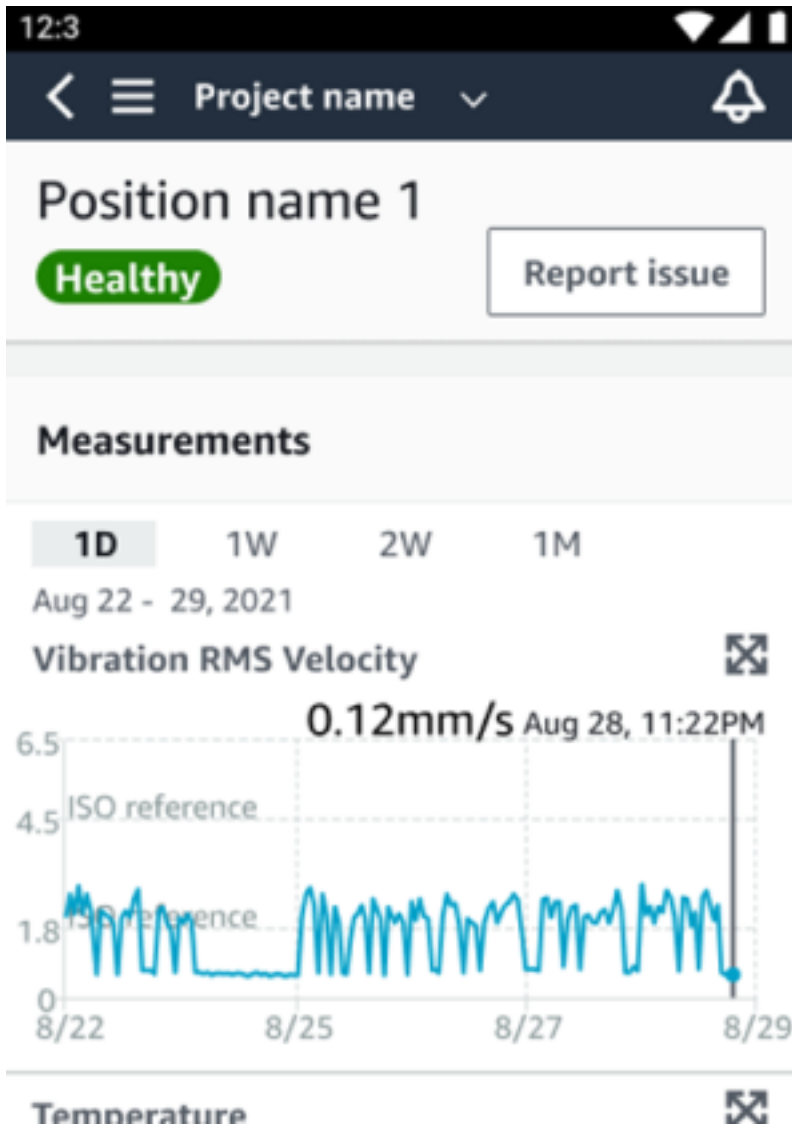 12:3
Project name
Position name 1
Healthy
Report issue
Measurements
1D 1W 2W 1M
Aug 22 - 29, 2021
Vibration RMS Velocity
0.12mm/s Aug 28, 11:22PM
6.5
ISO reference
4.5
ISO reference
1.8
0
8/22 8/25 8/27 8/29
Temperature